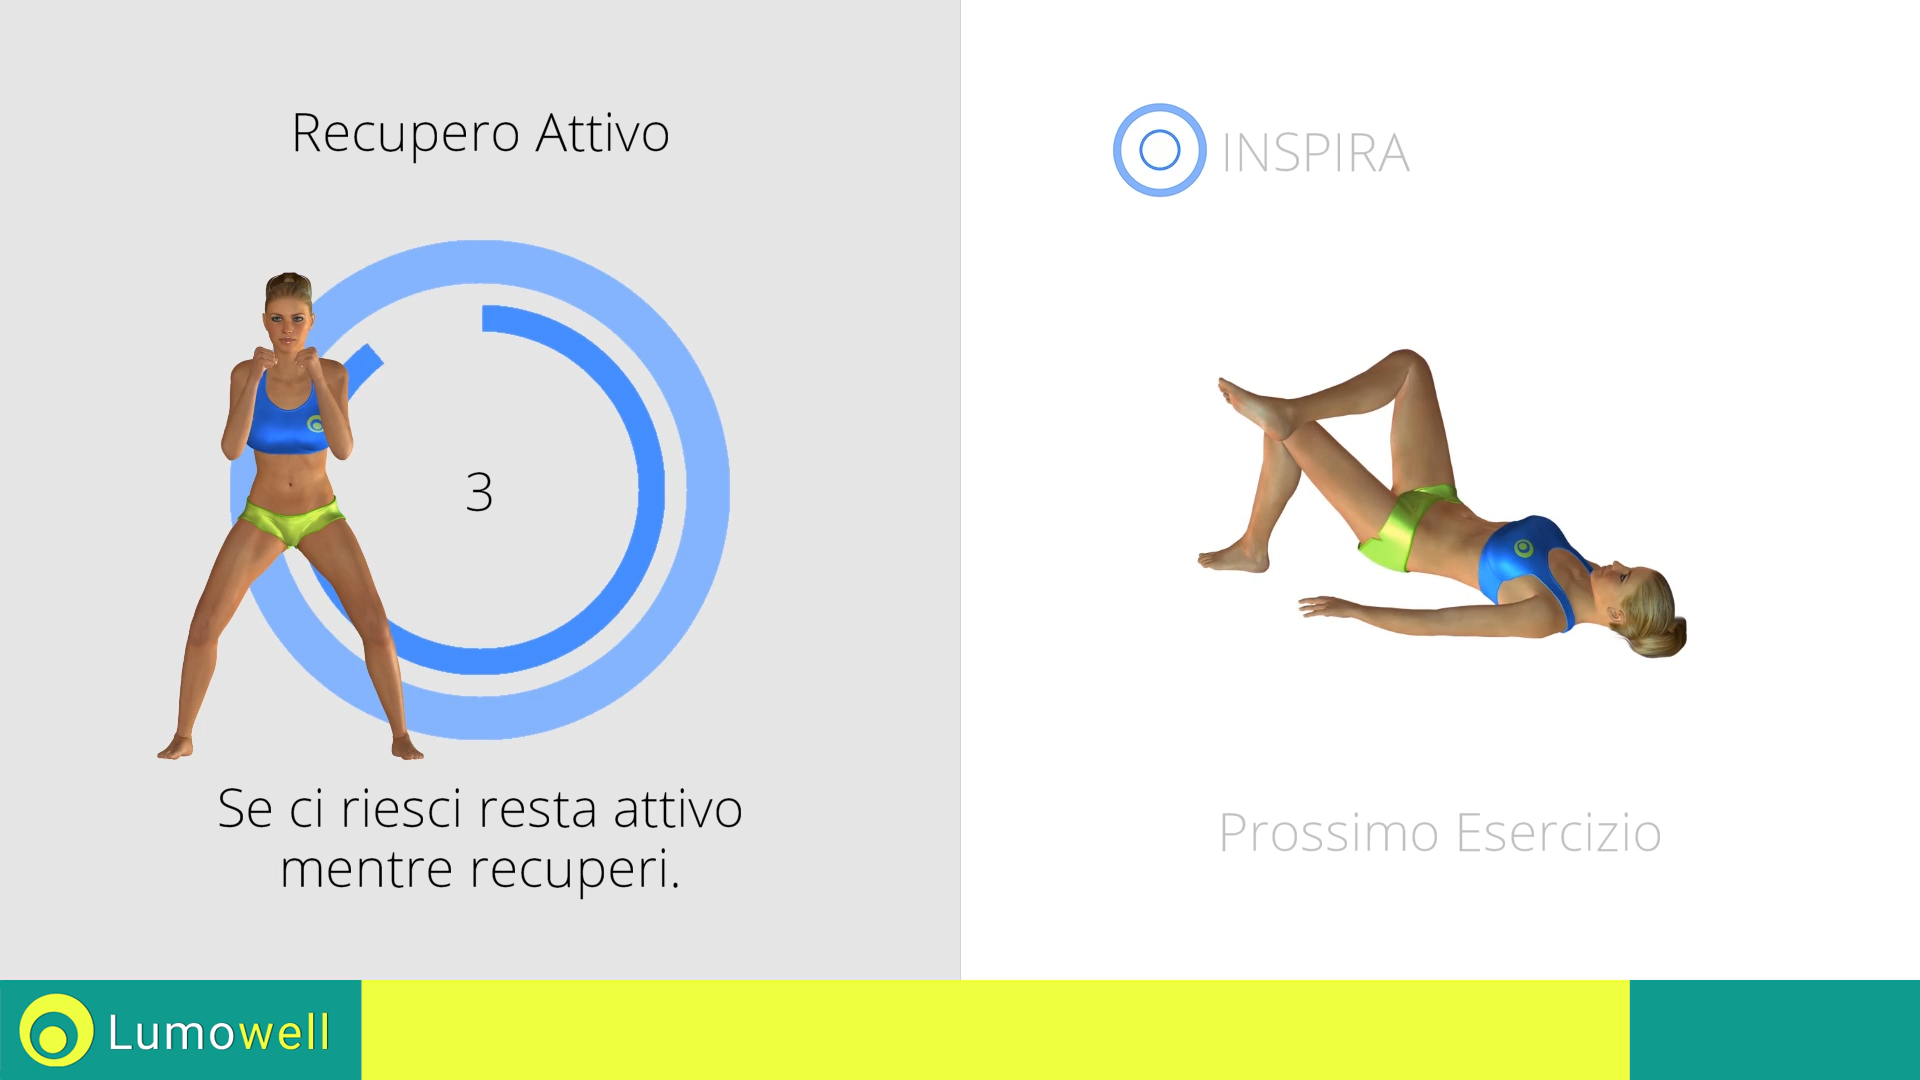 Recupero Attivo
3
Se ci riesci resta attivo
mentre recuperi.
INSPIRA
Prossimo Esercizio
Lumowell